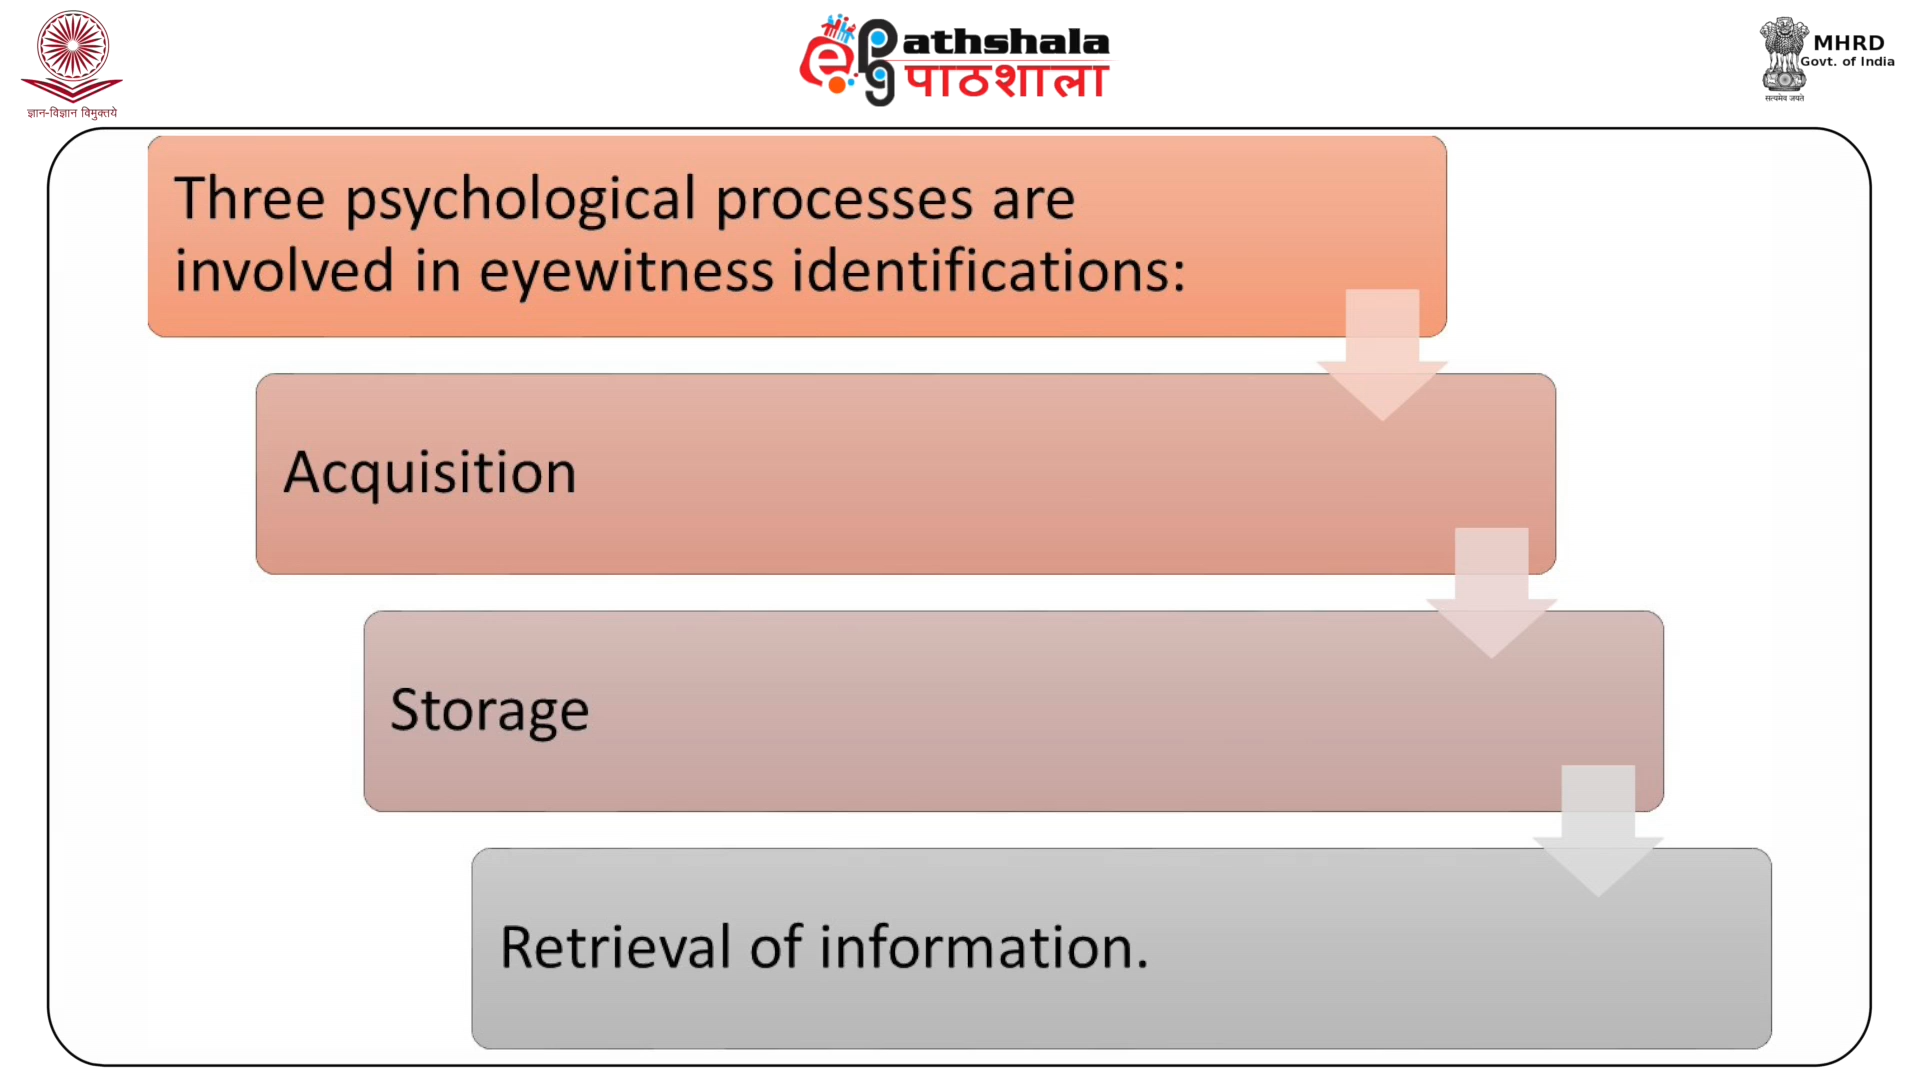 ज्ञान-विज्ञान विमुक्तये
e pg athshala
पाठशाला
MHRD
Govt. of India
सत्यमेव जयते
Three psychological processes are
involved in eyewitness identifications:
Acquisition
Storage
Retrieval of information.